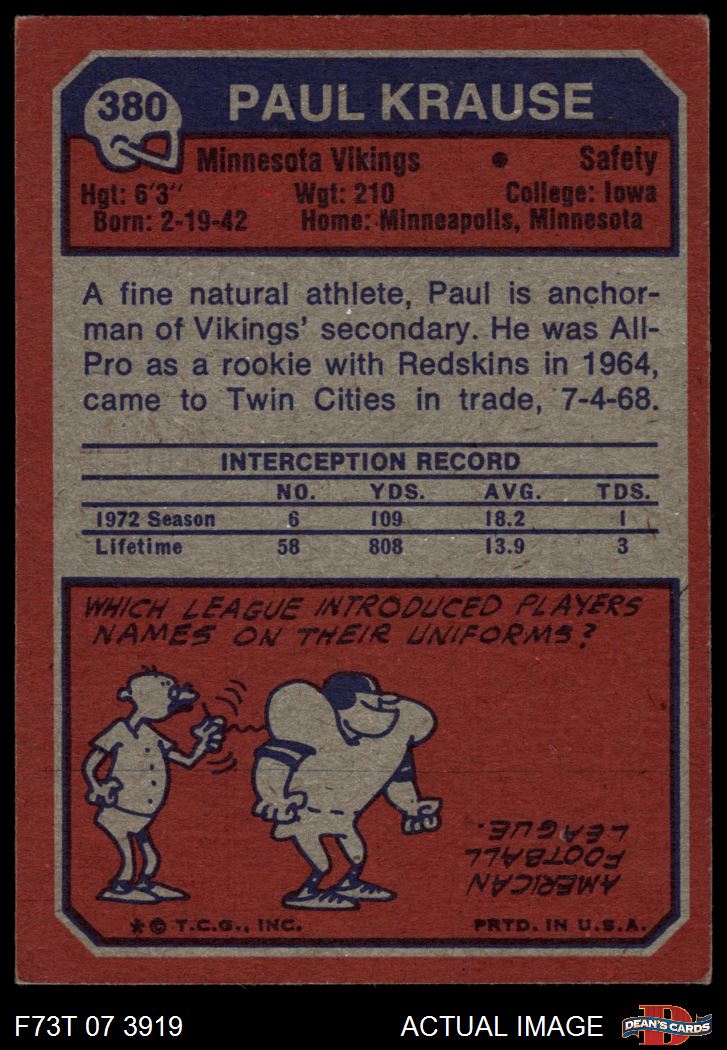 380 PAUL KRAUSE
Minnesota Vikings • Safety
Hgt: 6'3" Wgt: 210 College: Iowa
Born: 2-19-42 Home: Minneapolis, Minnesota
A fine natural athlete, Paul is anchor-
man of Vikings' secondary. He was All-
Pro as a rookie with Redskins in 1964,
came to Twin Cities in trade, 7-4-68.
INTERCEPTION RECORD
NO. YDS. AVG. TDS.
1972 Season 6 109 18.2 1
Lifetime 58 808 13.9 3
WHICH LEAGUE INTRODUCED PLAYERS
NAMES ON THEIR UNIFORMS?
AMERICAN
FOOTBALL
LEAGUE.
* © T.C.G., INC. PRTD. IN U.S.A.
F73T 07 3919 ACTUAL IMAGE D DEAN'S CARDS